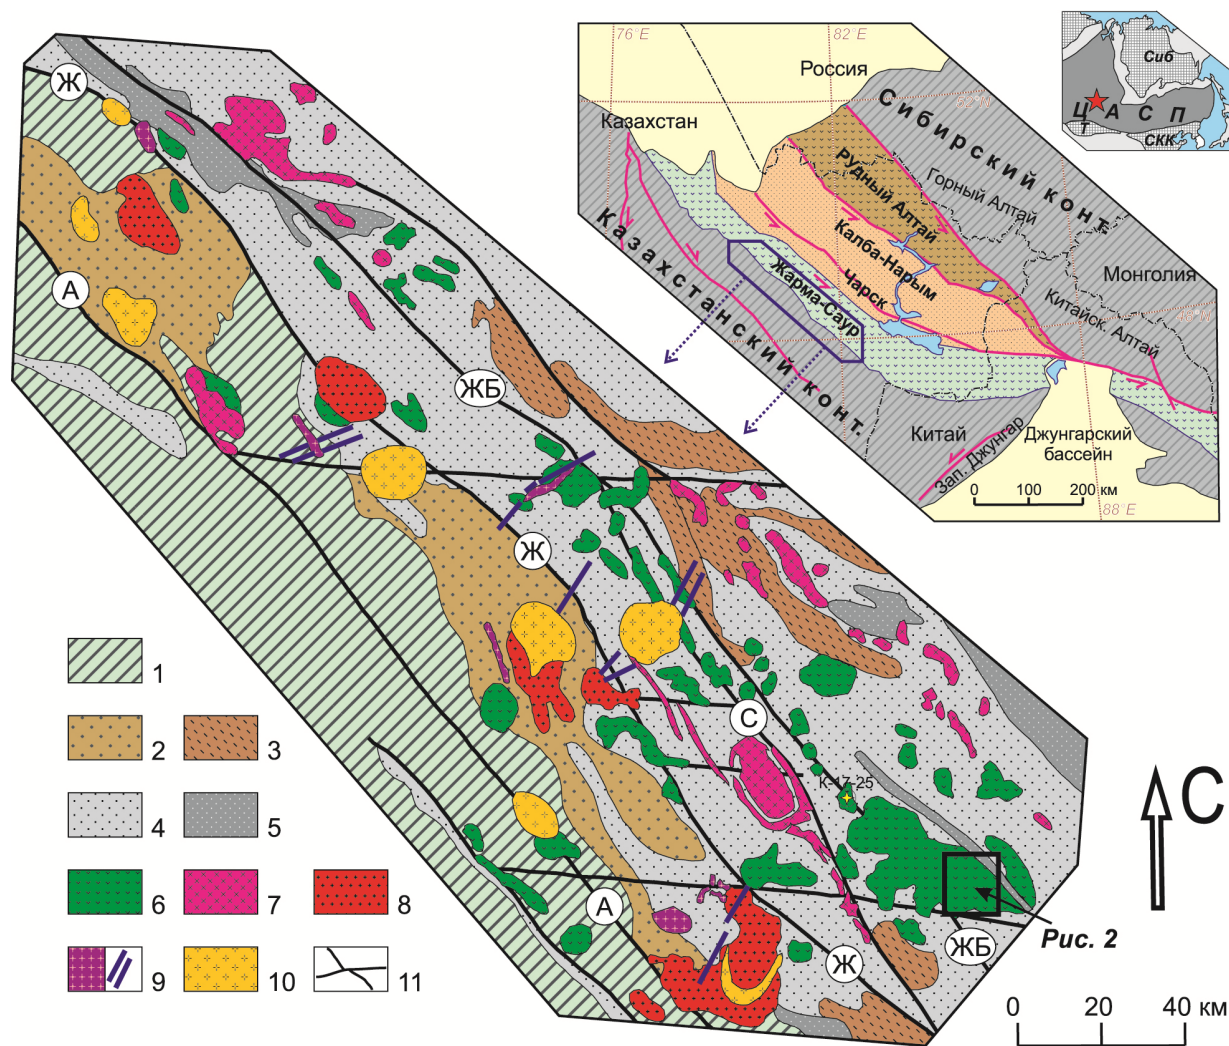 76°E
82°E
Россия
Казахстан
52°N
Сибирский конт.
Рудный Алтай
Горный Алтай
Калба-Нарым
Чарск
Жарма-Саур
Монголия
Китайск. Алтай
48°N
Казахстанский конт.
Китай
Зап. Джунгар
Джунгарский
бассейн
0 100 200 км
88°E
Сиб
Ц А С П
Т
СКК
Ж
А
ЖБ
Ж
С
К-17-25
А
Ж
ЖБ
Рис. 2
С
0 20 40 км
1
2 3
4 5
6 7 8
9 10 11